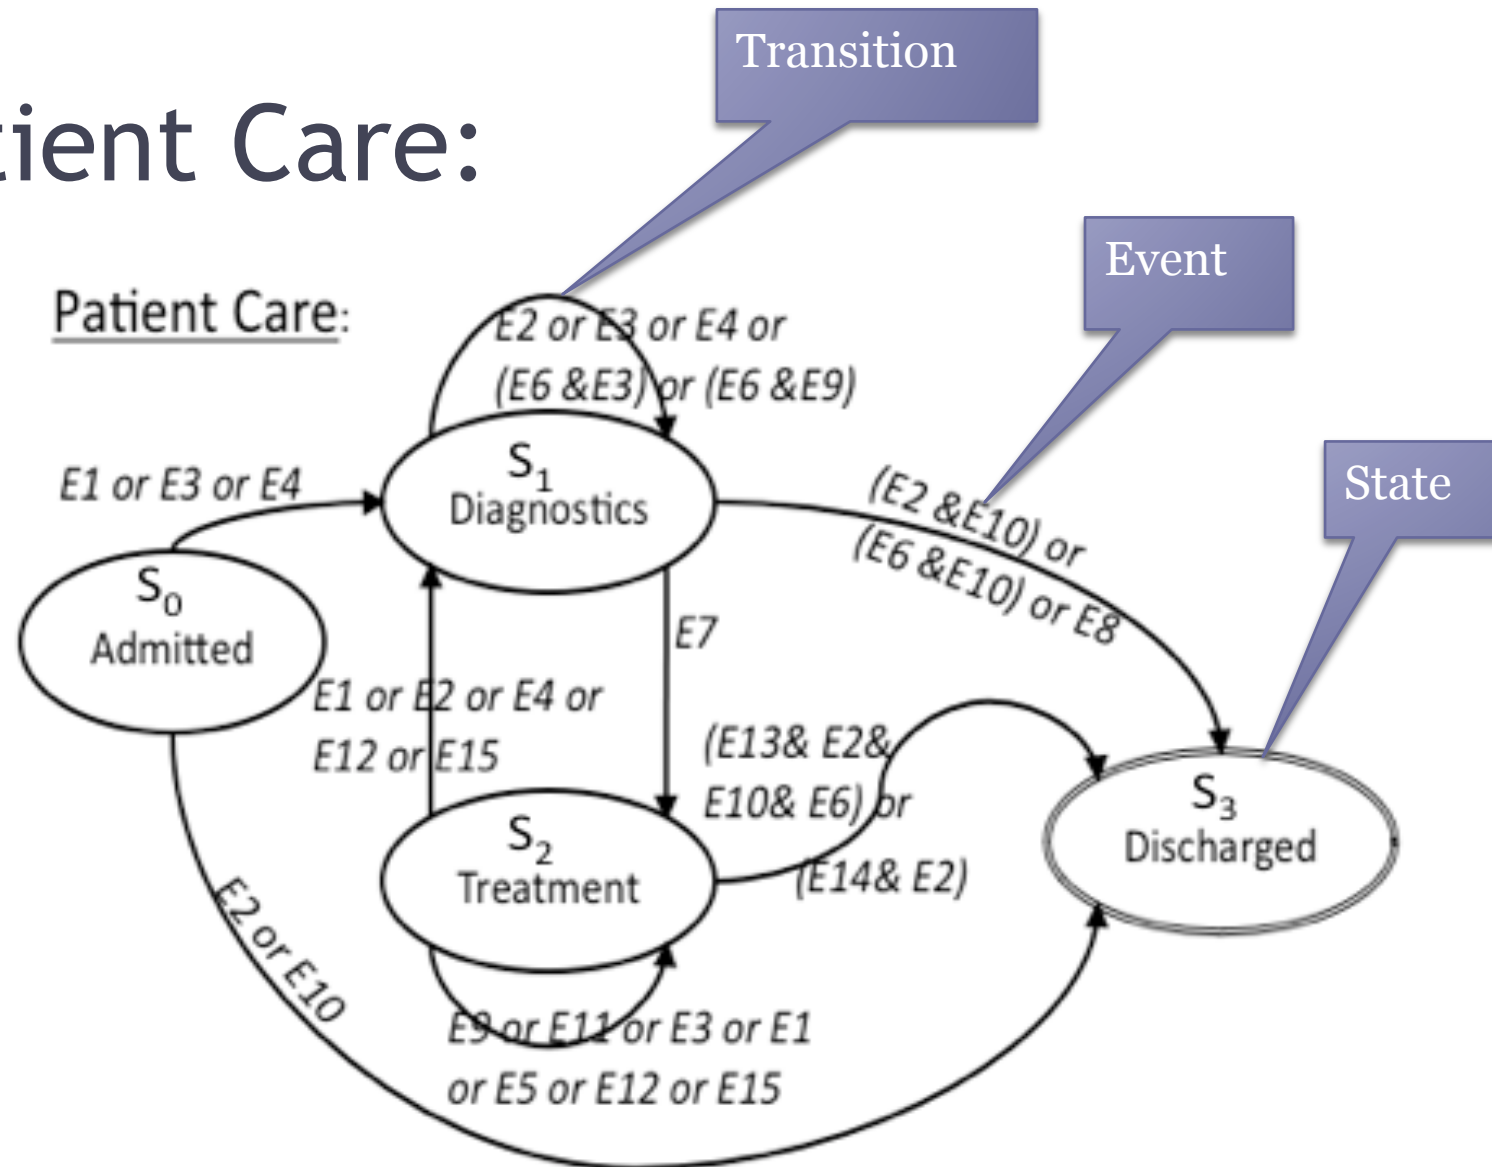 Transition
tient Care:
Event
Patient Care:
E2 or E3 or E4 or
(E6 &E3) or (E6 &E9)
State
E1 or E3 or E4
S1
Diagnostics
(E2 &E10) or
(E6 &E10) or E8
S0
Admitted
E7
E1 or E2 or E4 or
E12 or E15
(E13& E2&
E10& E6) or
(E14& E2)
S3
Discharged
S2
Treatment
E2 or E10
E9 or E11 or E3 or E1
or E5 or E12 or E15